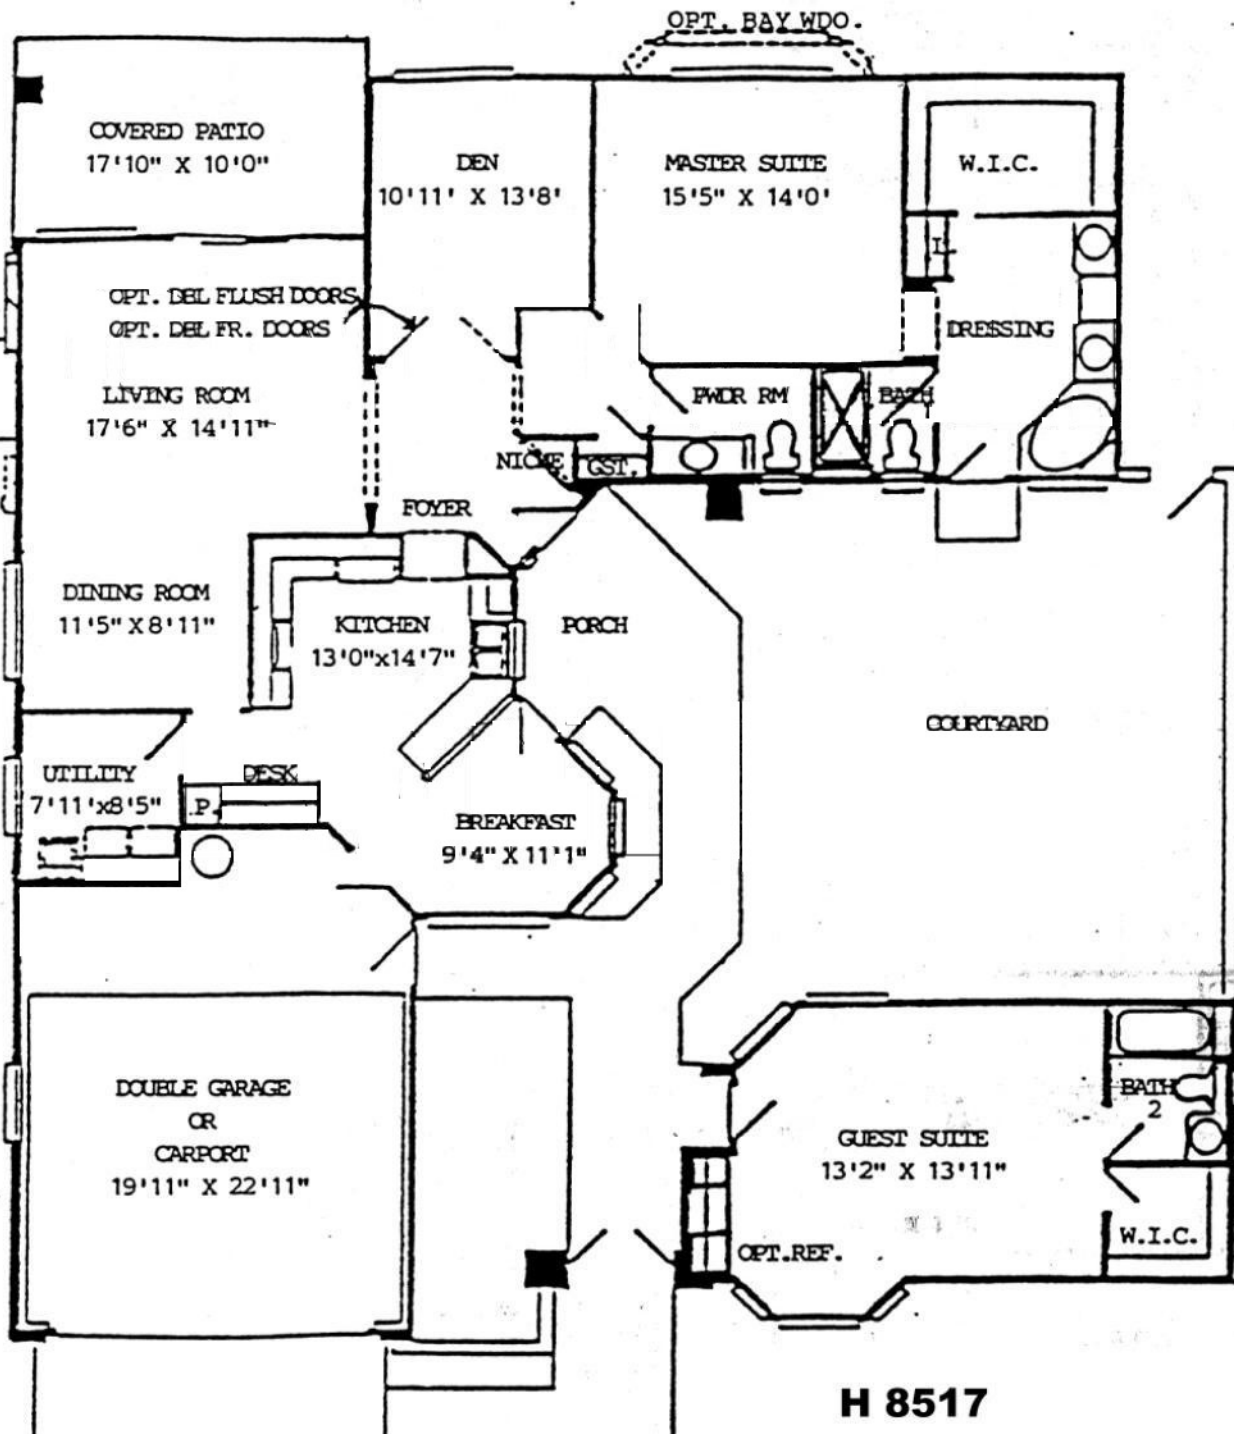 OPT. BAY WDO.
COVERED PATIO
17'10" X 10'0"
DEN
10'11' X 13'8'
MASTER SUITE
15'5" X 14'0'
W.I.C.
L
OPT. DBL FLUSH DOORS
OPT. DBL FR. DOORS
DRESSING
LIVING ROOM
17'6" X 14'11"
PWDR RM
BATH
NICHE
GST.
FOYER
DINING ROOM
11'5" X 8'11"
KITCHEN
13'0"x14'7"
PORCH
COURTYARD
UTILITY
7'11'x8'5"
DESK
P.
BREAKFAST
9'4" X 11'1"
DOUBLE GARAGE
OR
CARPORT
19'11" X 22'11"
BATH
2
GUEST SUITE
13'2" X 13'11"
W.I.C.
OPT.REF.
H 8517